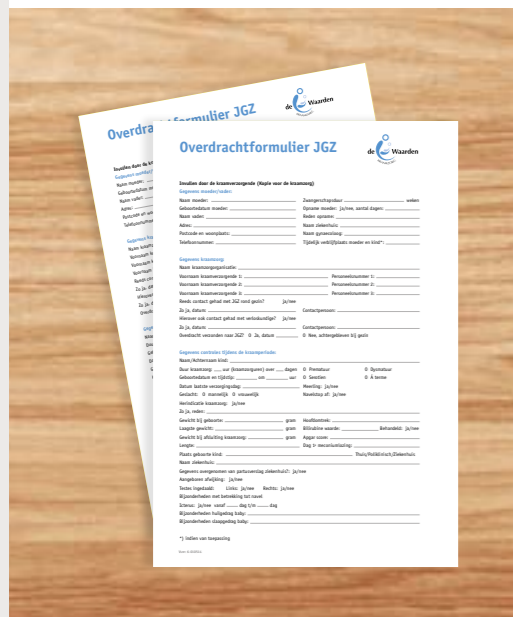 Overdrachtformulier JGZ
de Waarden
Invullen door de kraamverzorgende (Kopie voor de kraamzorg)
Gegevens moeder/vader:
Naam moeder: Zwangerschapsduur weken
Geboortedatum moeder: Opname moeder: ja/nee, aantal dagen:
Naam vader: Reden opname:
Adres: Naam ziekenhuis:
Postcode en woonplaats: Naam gynaecoloog:
Telefoonnummer: Tijdelijk verblijfplaats moeder en kind*:
Gegevens kraamzorg:
Naam kraamzorgorganisatie:
Voornaam kraamverzorgende 1: Personeelsnummer 1:
Voornaam kraamverzorgende 2: Personeelsnummer 2:
Voornaam kraamverzorgende 3: Personeelsnummer 3:
Reeds contact gehad met JGZ rond gezin? ja/nee
Zo ja, datum Contactpersoon:
Hierover ook contact gehad met verloskundige? ja/nee
Zo ja, datum Contactpersoon:
Overdracht verzonden naar JGZ? O Ja, datum O Nee, achtergebleven bij gezin
Gegevens controles tijdens de kraamperiode:
Naam/Achternaam kind:
Duur kraamzorg: uur (kraamzorguren) over dagen O Prematuur O Dysmatuur
Geboortedatum en tijdstip: om uur O Serotien O À terme
Datum laatste verzorgingsdag: Meerling: ja/nee
Geslacht: O mannelijk O vrouwelijk Navelstomp af: ja/nee
Herindicatie kraamzorg: ja/nee
Zo ja, reden:
Gewicht bij geboorte: gram Hoofdomtrek:
Laagste gewicht: gram Bilirubine waarde: Behandeld: ja/nee
Gewicht bij afsluiting kraamzorg: gram Apgar score:
Lengte: Dag 1e meconiumlozing:
Plaats geboorte kind: Thuis/Poliklinisch/Ziekenhuis
Naam ziekenhuis:
Gegevens overgenomen van partusverslag ziekenhuis?: ja/nee
Aangeboren afwijking: ja/nee
Testes ingedaald: Links: ja/nee Rechts: ja/nee
Bijzonderheden met betrekking tot navel
Icterus: ja/nee vanaf dag t/m dag
Bijzonderheden huilgedrag baby:
Bijzonderheden slaapgedrag baby:
*) Indien van toepassing